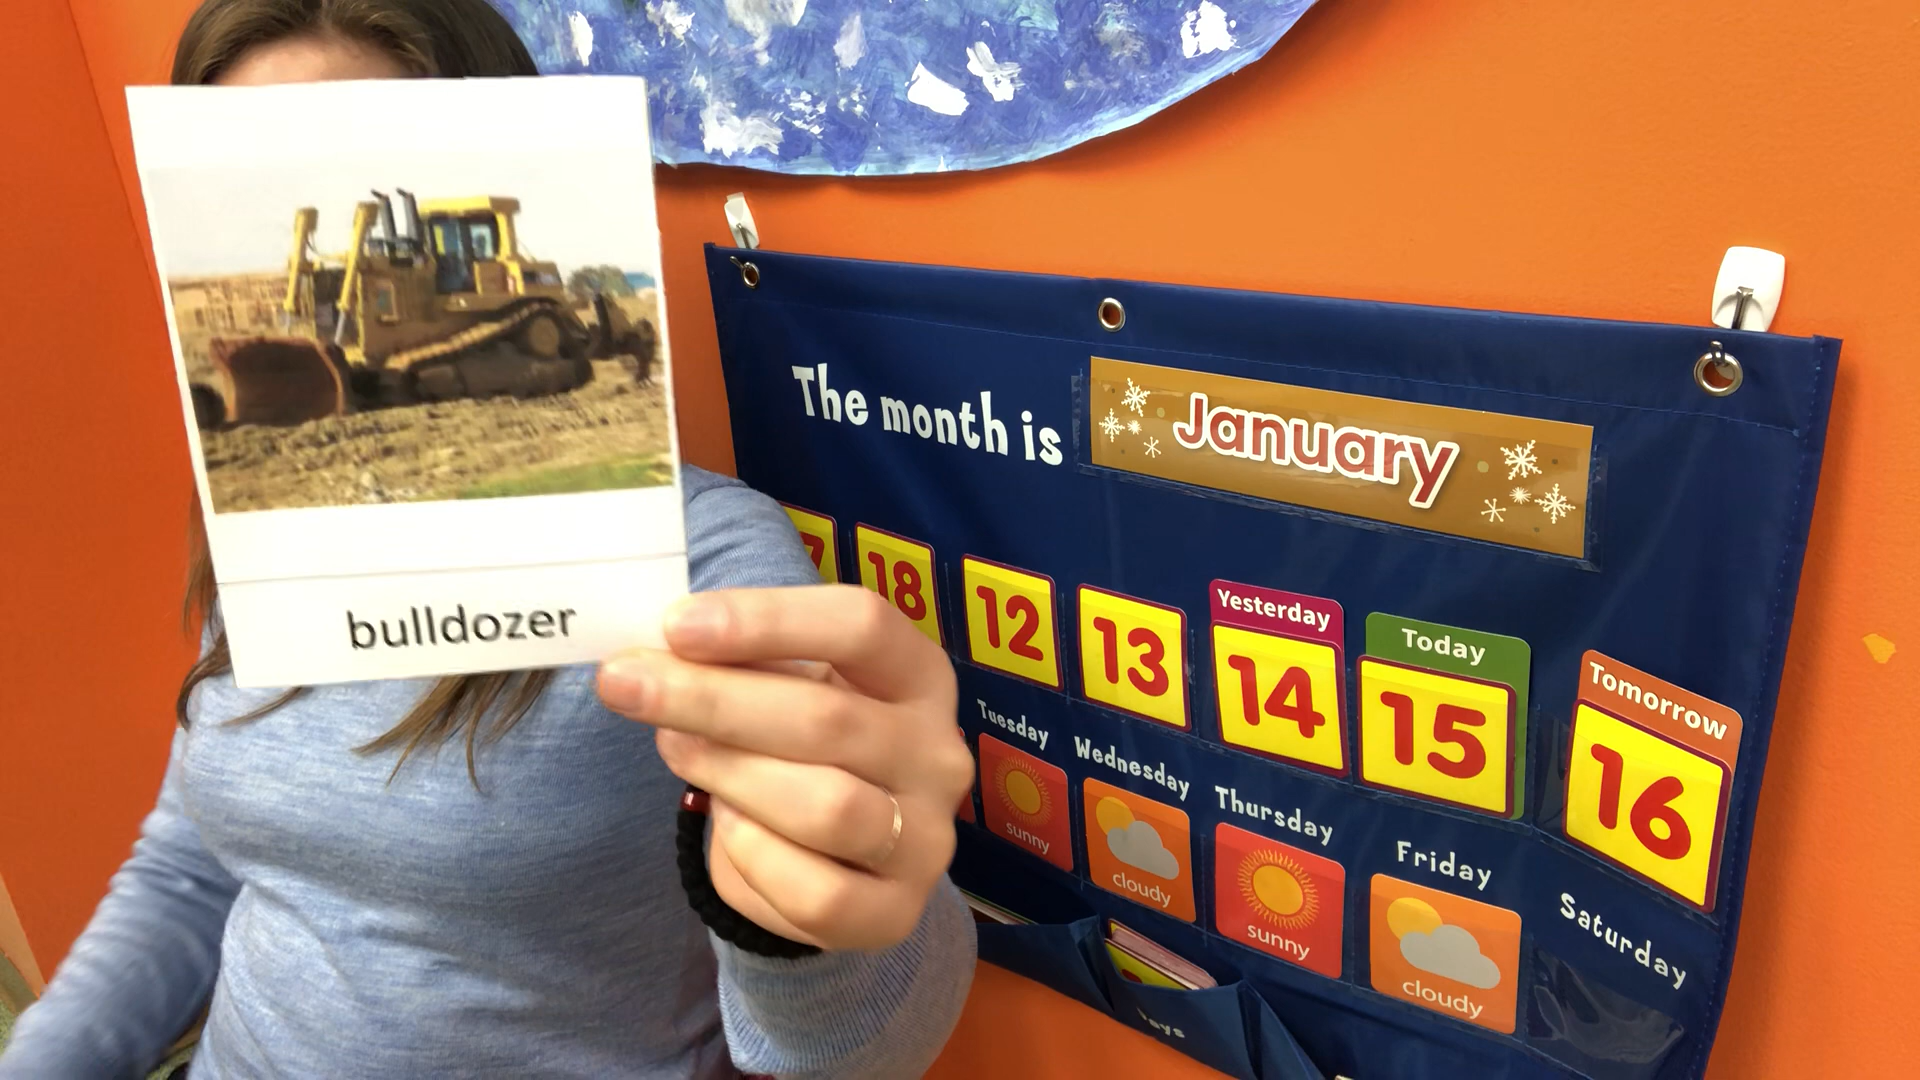 bulldozer
The month is January
7 18 12 13 14 15 16
Yesterday Today Tomorrow
Tuesday Wednesday Thursday Friday Saturday
sunny cloudy sunny cloudy